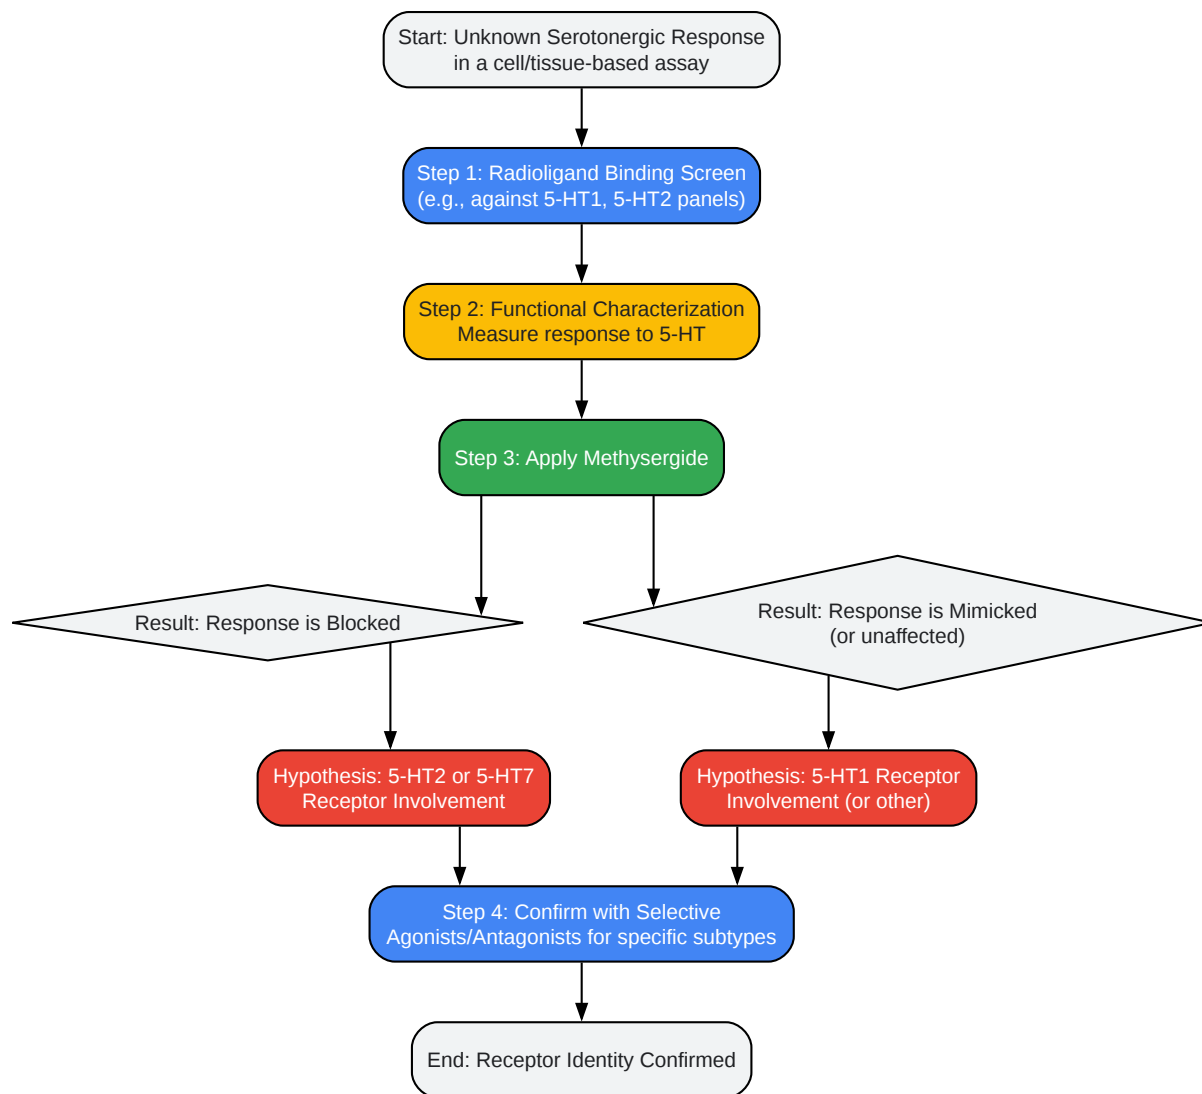 Start: Unknown Serotonergic Response
in a cell/tissue-based assay
Step 1: Radioligand Binding Screen
(e.g., against 5-HT1, 5-HT2 panels)
Step 2: Functional Characterization
Measure response to 5-HT
Step 3: Apply Methysergide
Result: Response is Blocked
Result: Response is Mimicked
(or unaffected)
Hypothesis: 5-HT2 or 5-HT7
Receptor Involvement
Hypothesis: 5-HT1 Receptor
Involvement (or other)
Step 4: Confirm with Selective
Agonists/Antagonists for specific subtypes
End: Receptor Identity Confirmed